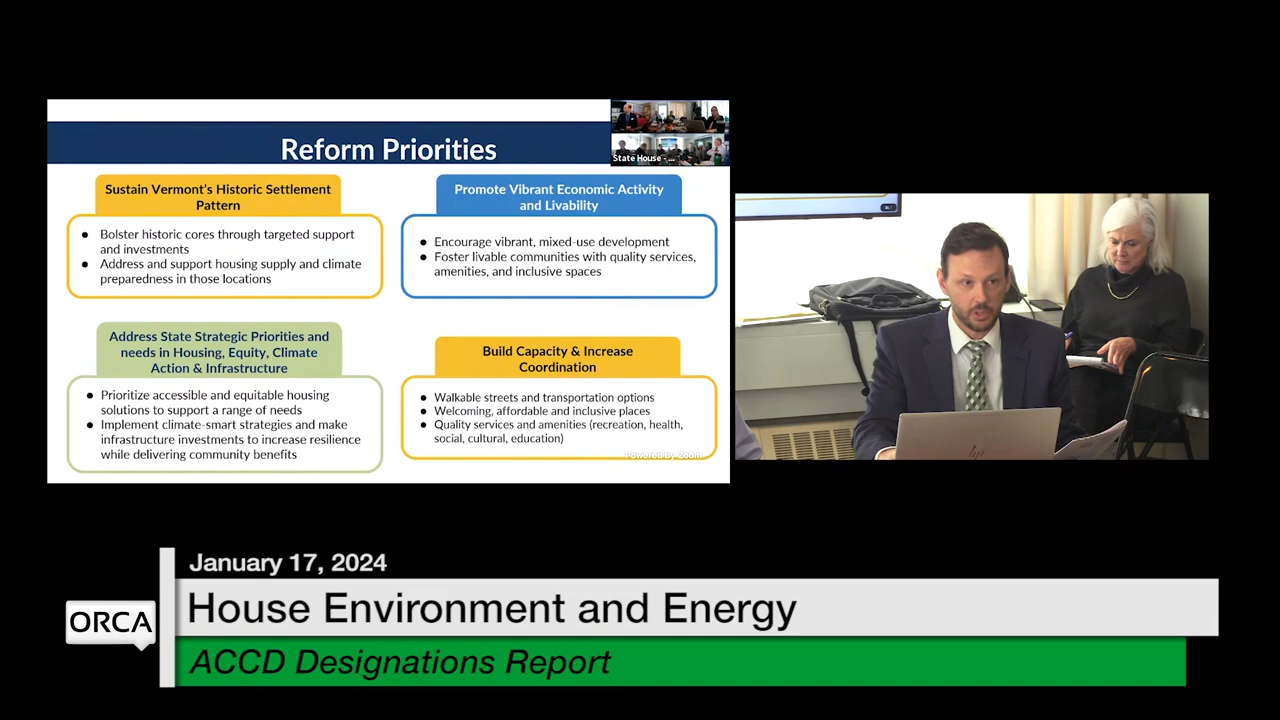 Reform Priorities
State House - ...
Sustain Vermont's Historic Settlement
Pattern
● Bolster historic cores through targeted support
and investments
● Address and support housing supply and climate
preparedness in those locations
Promote Vibrant Economic Activity
and Livability
● Encourage vibrant, mixed-use development
● Foster livable communities with quality services,
amenities, and inclusive spaces
Address State Strategic Priorities and
needs in Housing, Equity, Climate
Action & Infrastructure
● Prioritize accessible and equitable housing
solutions to support a range of needs
● Implement climate-smart strategies and make
infrastructure investments to increase resilience
while delivering community benefits
Build Capacity & Increase
Coordination
● Walkable streets and transportation options
● Welcoming, affordable and inclusive places
● Quality services and amenities (recreation, health,
social, cultural, education)
Powered by Zoom
hp
January 17, 2024
ORCA
House Environment and Energy
ACCD Designations Report